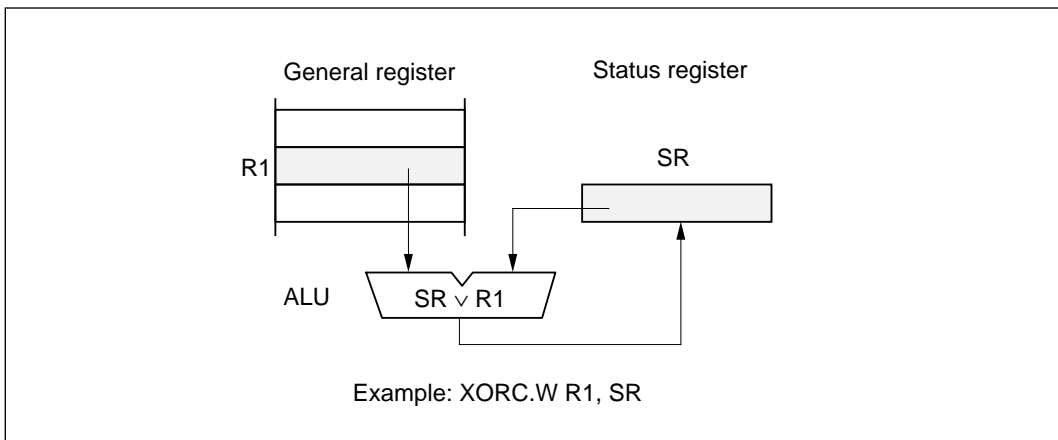 General register
Status register
R1
SR
ALU
SR ∨ R1
Example: XORC.W R1, SR